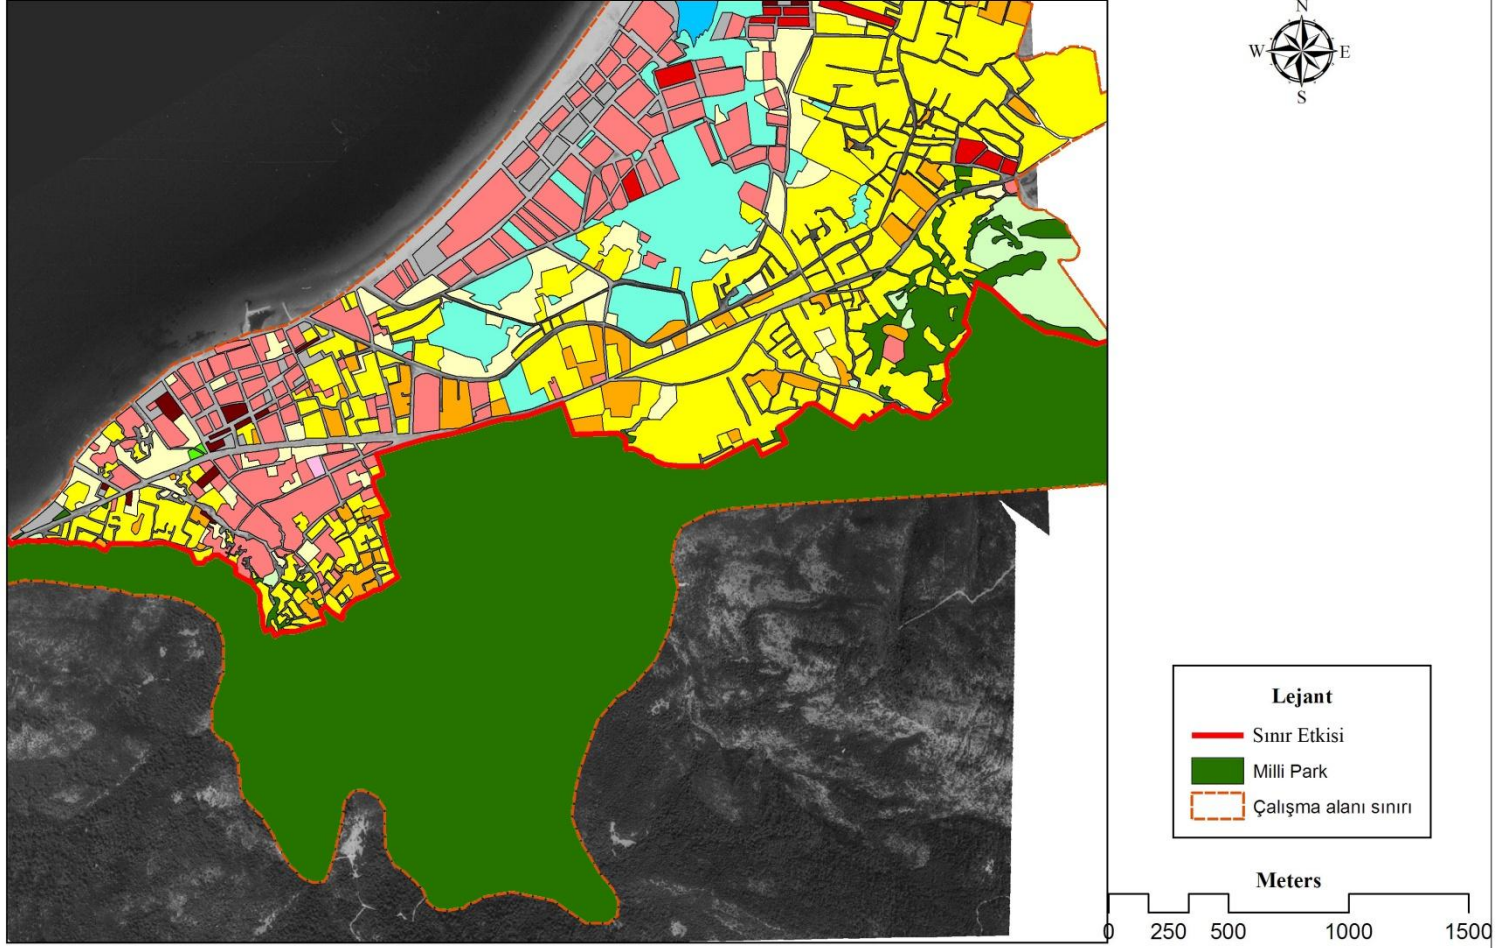 N
W E
S
Lejant
Sınır Etkisi
Milli Park
Çalışma alanı sınırı
Meters
0 250 500 1000 1500